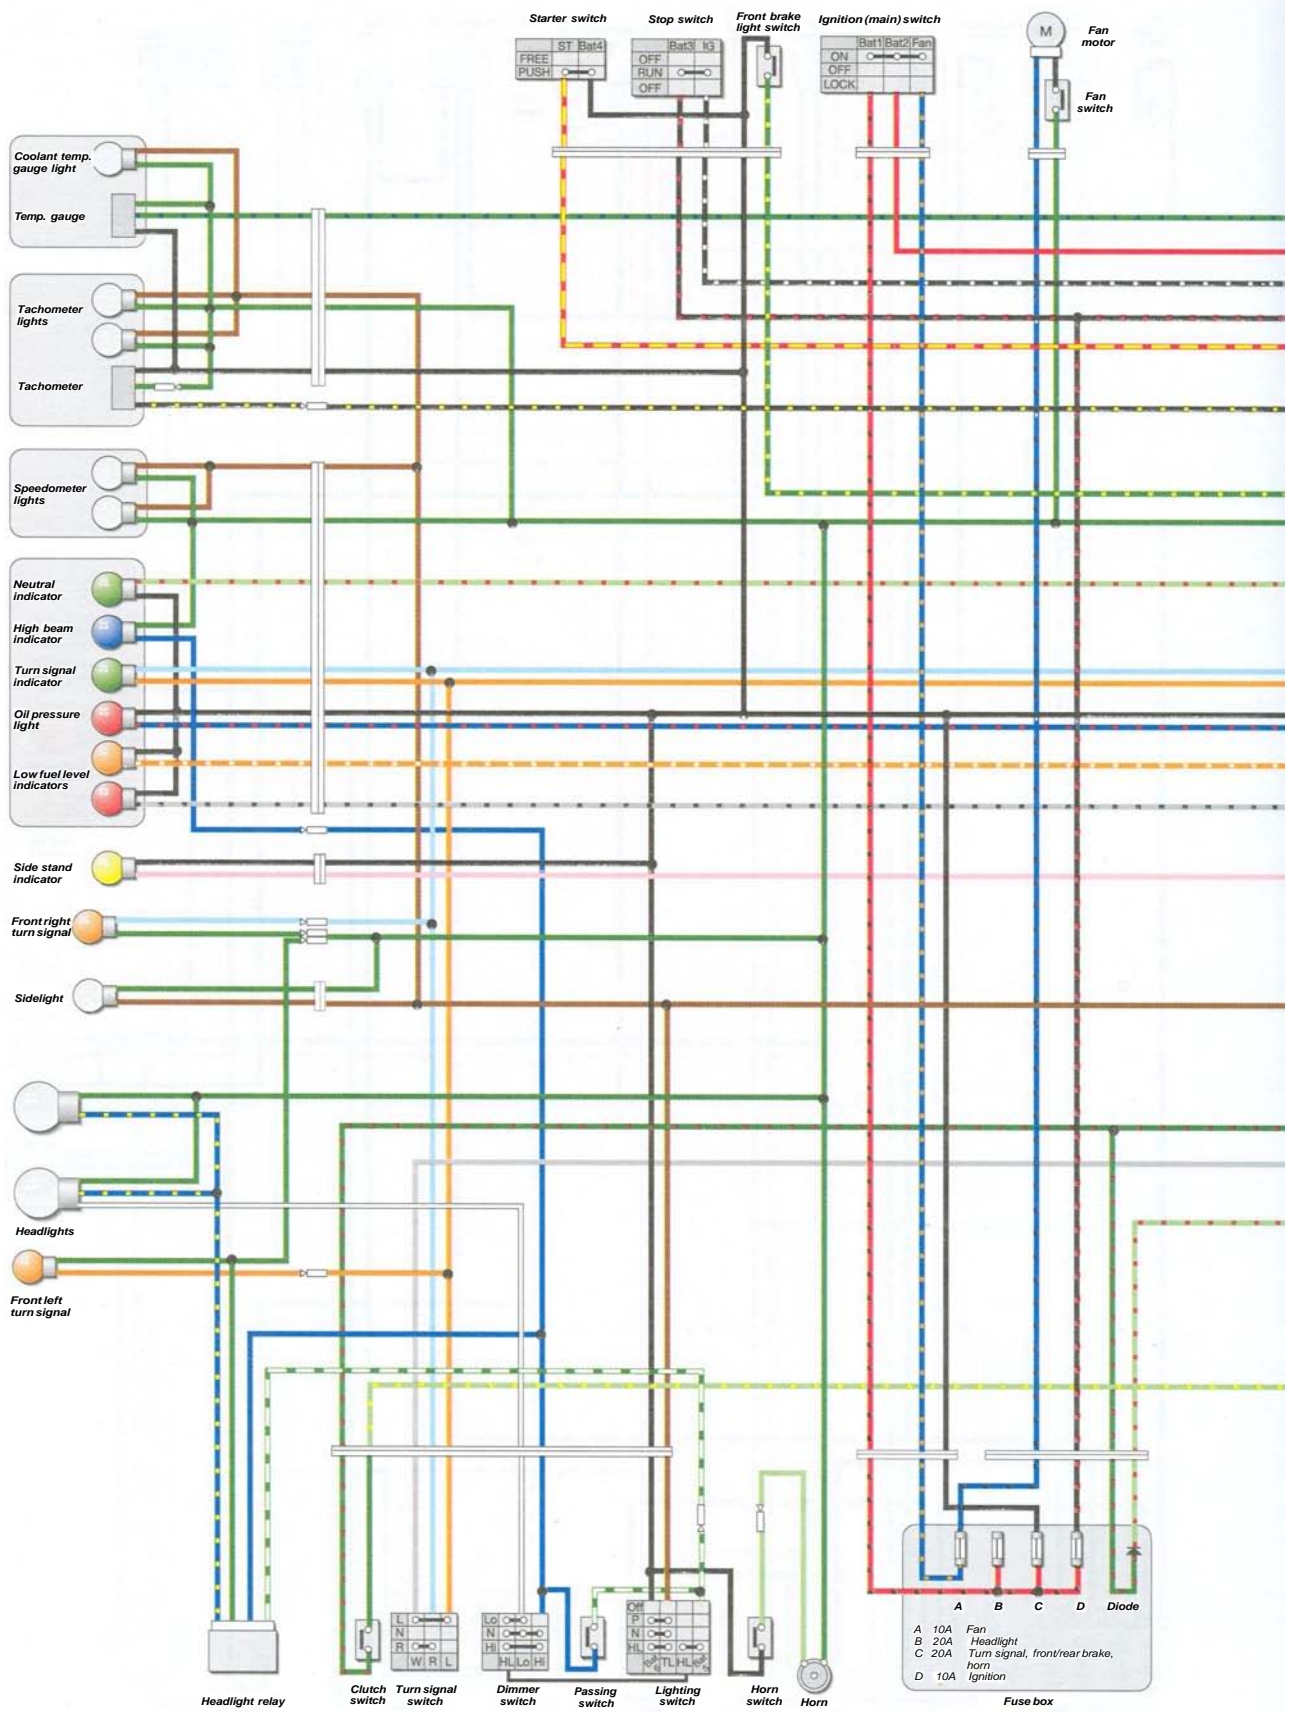 Starter switch
Stop switch
Front brake
light switch
Ignition (main) switch
Fan
motor
M
ST Bat4
FREE
PUSH
Bat3 IG
OFF
RUN
OFF
Bat1 Bat2 Fan
ON
OFF
LOCK
Fan
switch
Coolant temp.
gauge light
Temp. gauge
Tachometer
lights
Tachometer
Speedometer
lights
Neutral
indicator
High beam
indicator
Turn signal
indicator
Oil pressure
light
Low fuel level
indicators
Side stand
indicator
Front right
turn signal
Sidelight
Headlights
Front left
turn signal
L
N
R
W R L
Lo
N
Hi
HL Lo Hi
Off
P
N
HL
TL HL
A B C D Diode
A 10A Fan
B 20A Headlight
C 20A Turn signal, front/rear brake,
horn
D 10A Ignition
Headlight relay
Clutch
switch
Turn signal
switch
Dimmer
switch
Passing
switch
Lighting
switch
Horn
switch
Horn
Fuse box